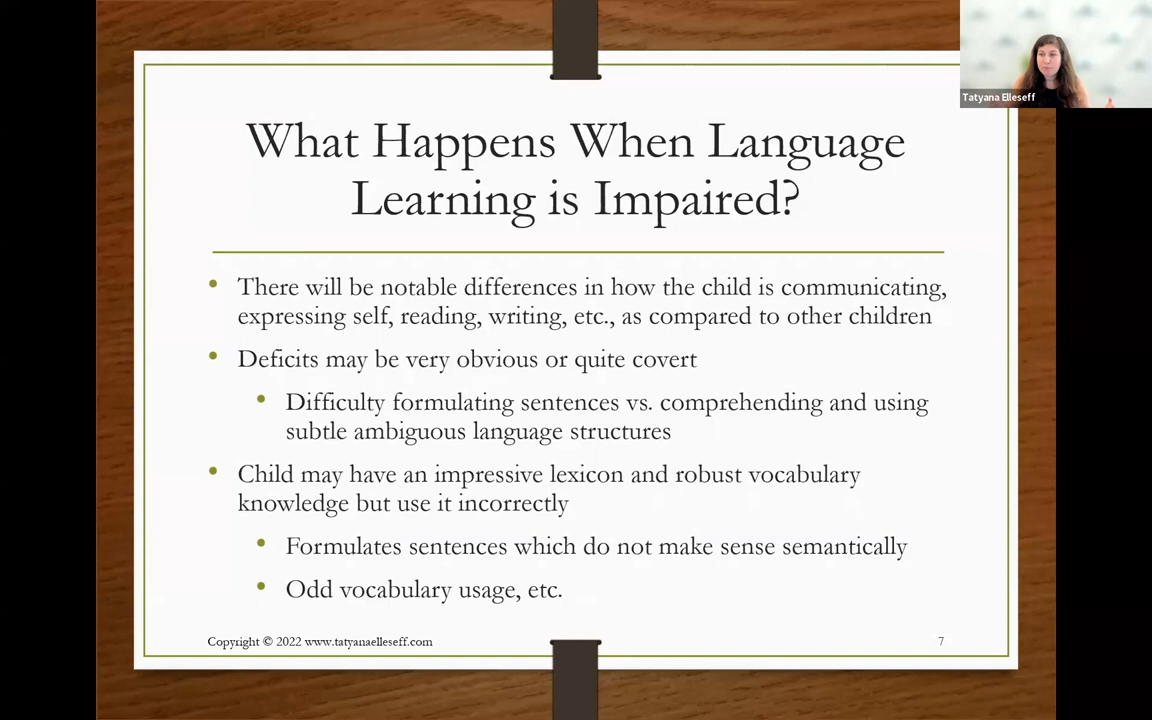 Tatyana Elleseff
What Happens When Language
Learning is Impaired?
• There will be notable differences in how the child is communicating,
expressing self, reading, writing, etc., as compared to other children
• Deficits may be very obvious or quite covert
• Difficulty formulating sentences vs. comprehending and using
subtle ambiguous language structures
• Child may have an impressive lexicon and robust vocabulary
knowledge but use it incorrectly
• Formulates sentences which do not make sense semantically
• Odd vocabulary usage, etc.
Copyright © 2022 www.tatyanaelleseff.com
7